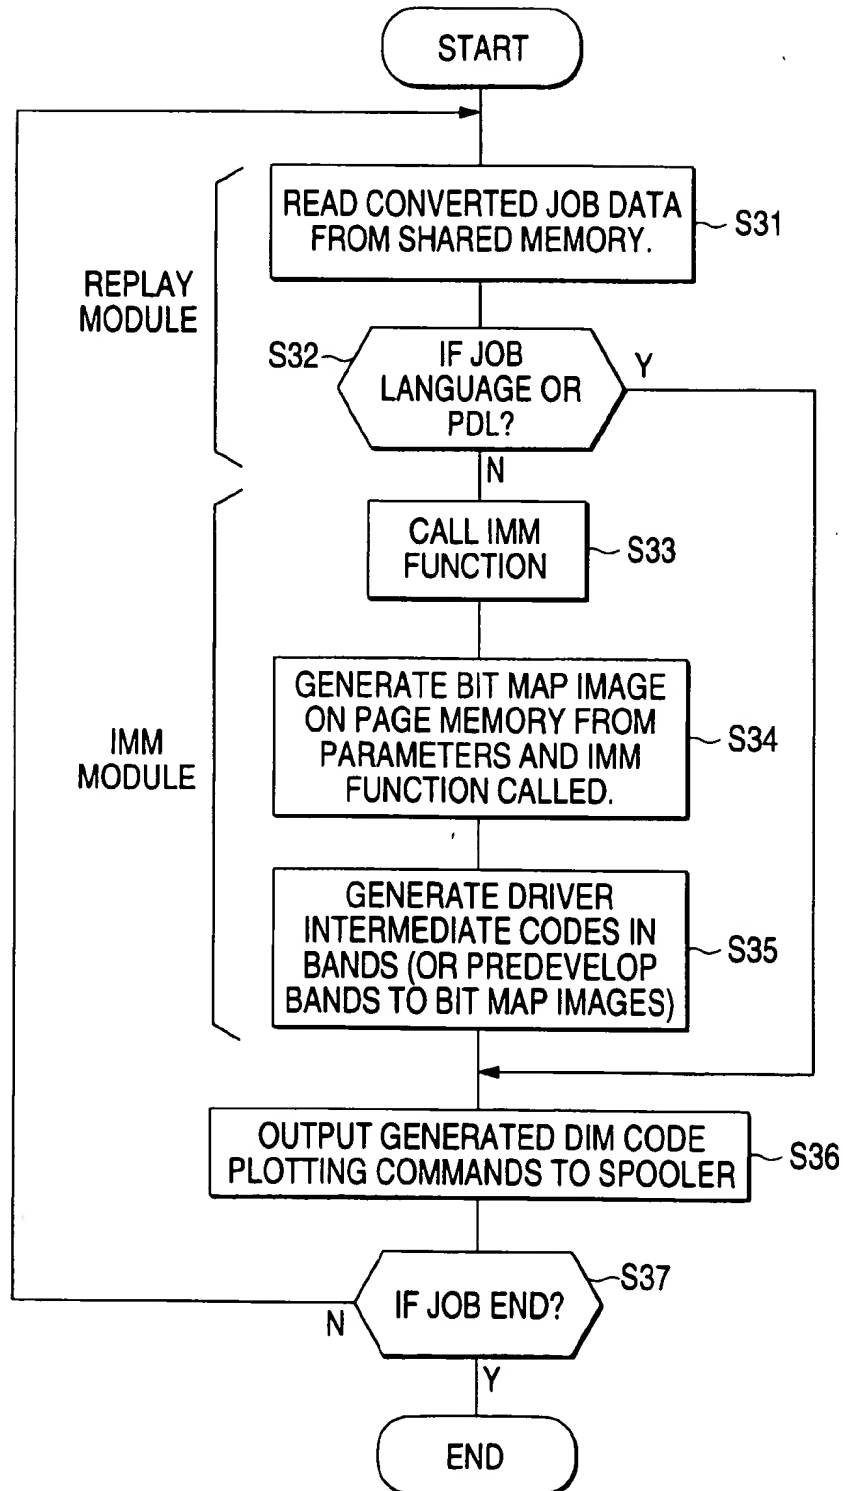 START
READ CONVERTED JOB DATA
FROM SHARED MEMORY.
S31
REPLAY
MODULE
S32
IF JOB
LANGUAGE OR
PDL?
Y
N
CALL IMM
FUNCTION
S33
GENERATE BIT MAP IMAGE
ON PAGE MEMORY FROM
PARAMETERS AND IMM
FUNCTION CALLED.
S34
IMM
MODULE
GENERATE DRIVER
INTERMEDIATE CODES IN
BANDS (OR PREDEVELOP
BANDS TO BIT MAP IMAGES)
S35
OUTPUT GENERATED DIM CODE
PLOTTING COMMANDS TO SPOOLER
S36
IF JOB END?
S37
N
Y
END